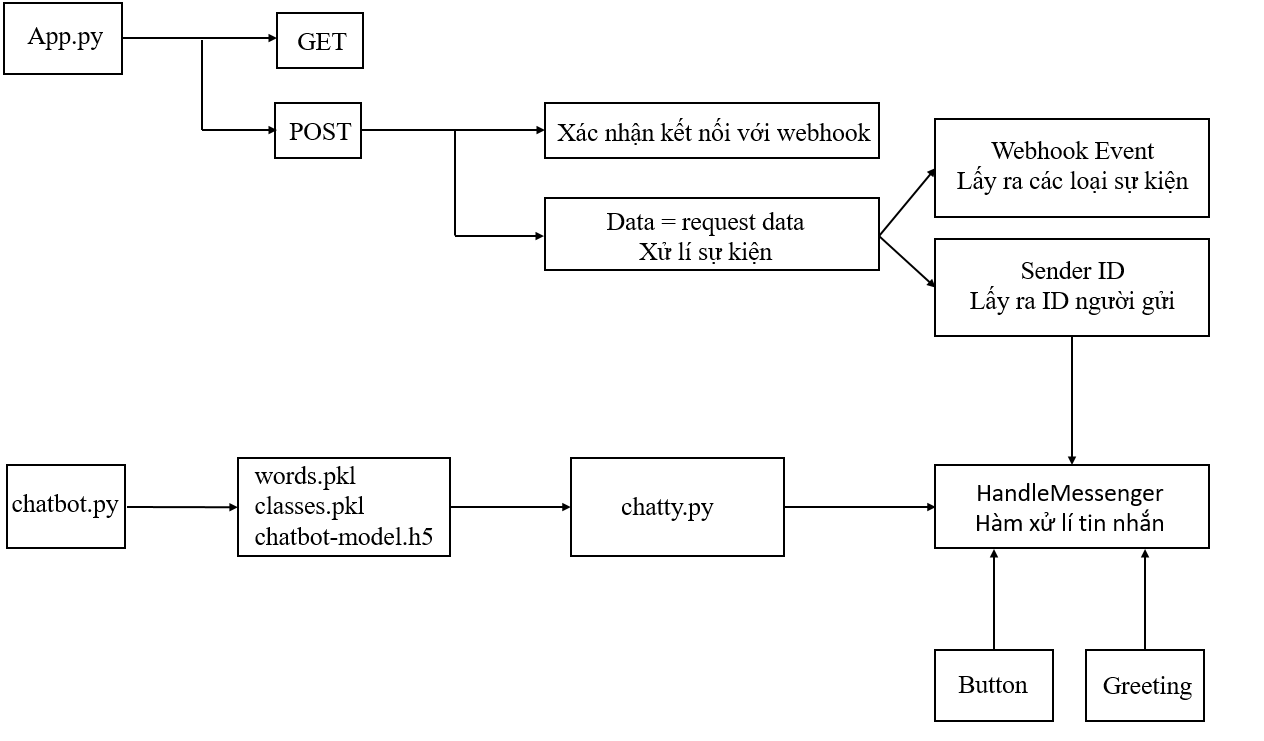 App.py
GET
POST
Xác nhận kết nối với webhook
Data = request data
Xử lí sự kiện
Webhook Event
Lấy ra các loại sự kiện
Sender ID
Lấy ra ID người gửi
chatbot.py
words.pkl
classes.pkl
chatbot-model.h5
chatty.py
HandleMessenger
Hàm xử lí tin nhắn
Button
Greeting